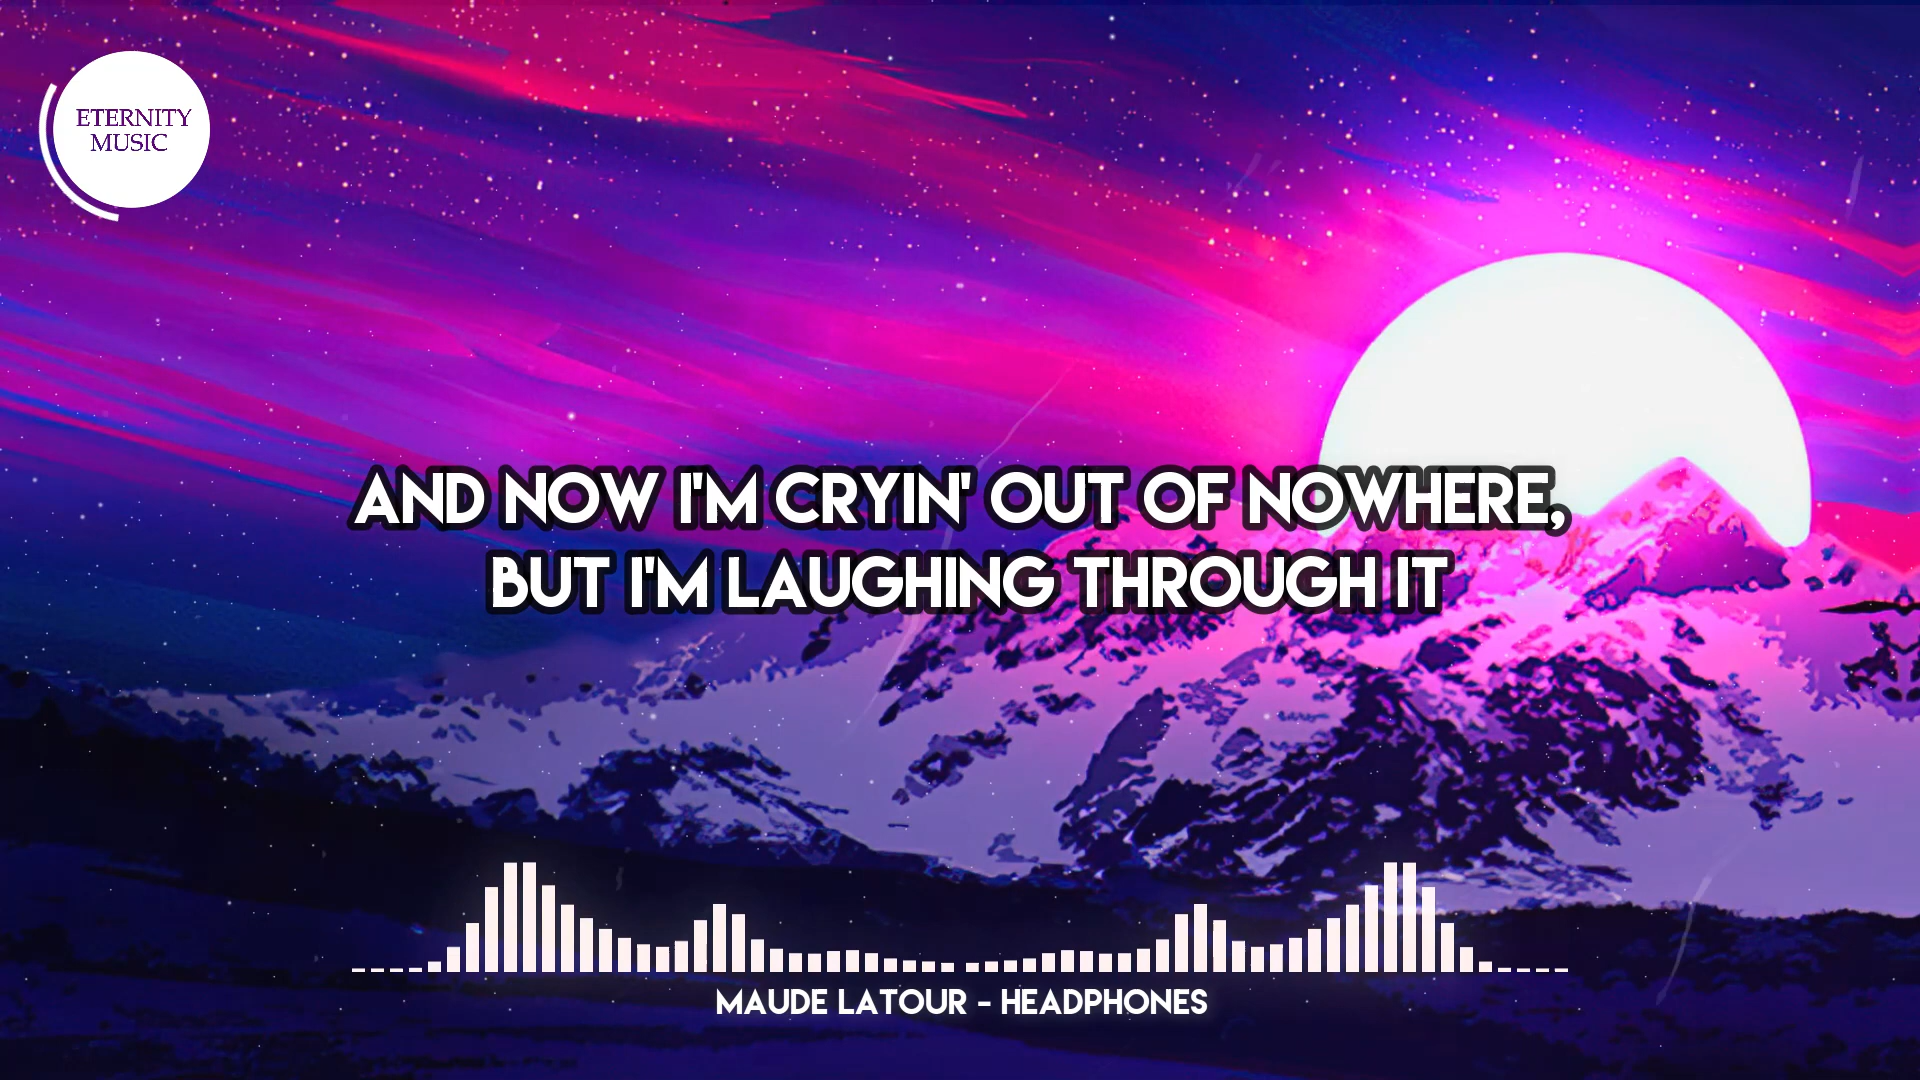 ETERNITY
MUSIC
AND NOW I'M CRYIN' OUT OF NOWHERE,
BUT I'M LAUGHING THROUGH IT
MAUDE LATOUR - HEADPHONES